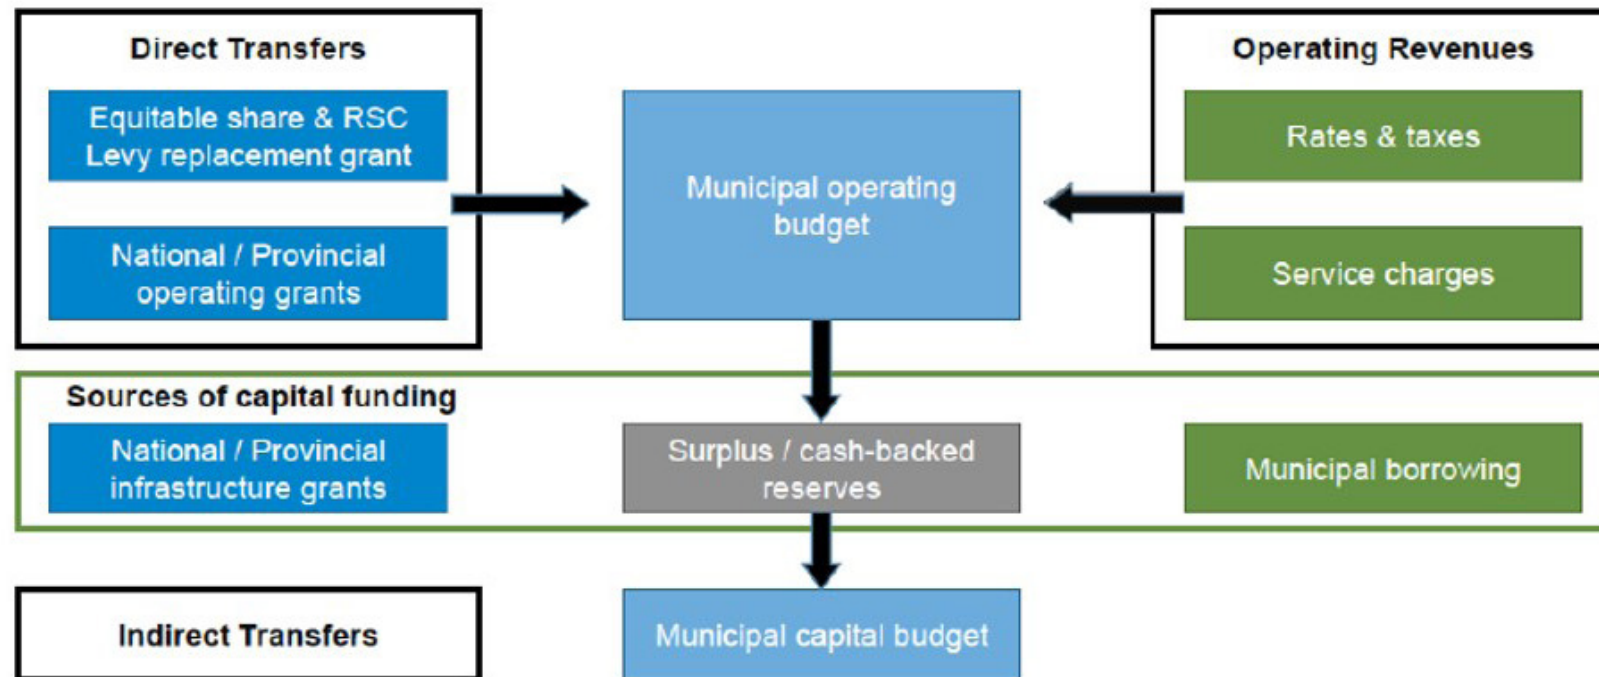 Direct Transfers
Equitable share & RSC
Levy replacement grant
National / Provincial
operating grants
Municipal operating
budget
Operating Revenues
Rates & taxes
Service charges
Sources of capital funding
National / Provincial
infrastructure grants
Surplus / cash-backed
reserves
Municipal borrowing
Indirect Transfers
Municipal capital budget